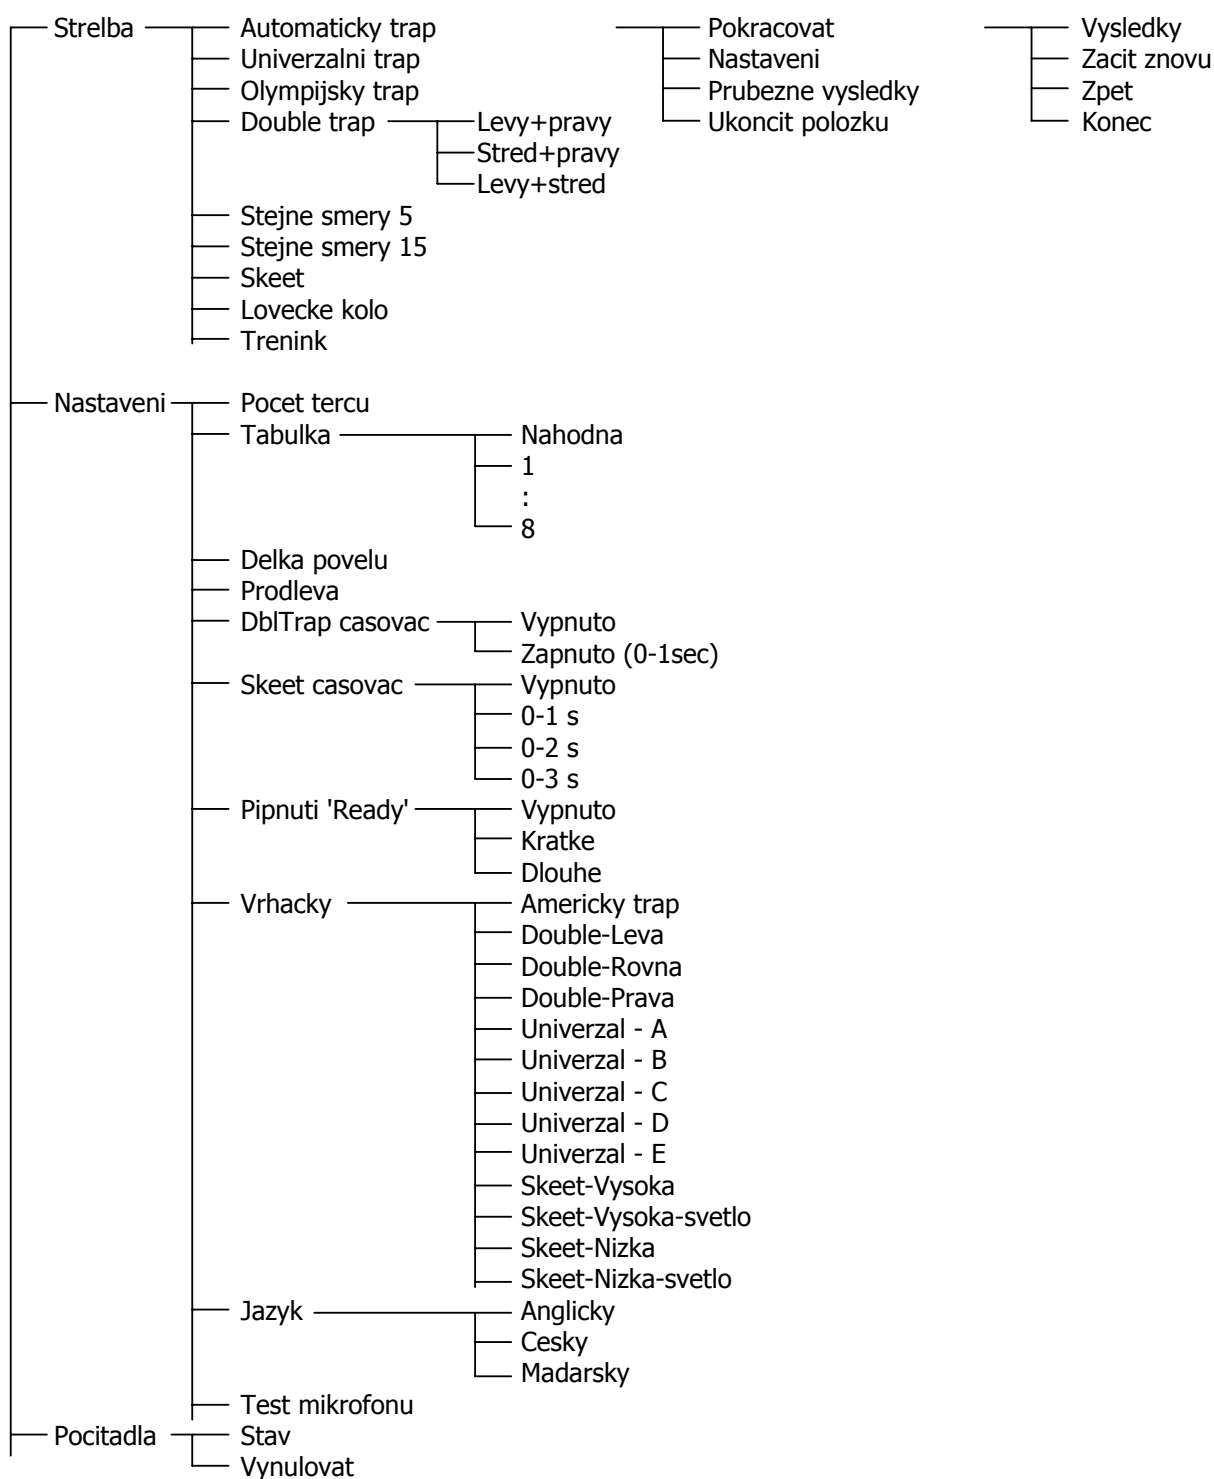 Strelba Automaticky trap Pokracovat Vysledky
Univerzalni trap Nastaveni Zacit znovu
Olympijsky trap Prubezne vysledky Zpet
Double trap Levy+pravy Ukoncit polozku Konec
Stred+pravy
Levy+stred
Stejne smery 5
Stejne smery 15
Skeet
Lovecke kolo
Trenink
Nastaveni Pocet tercu
Tabulka Nahodna
1
:
8
Delka povelu
Prodleva
DblTrap casovac Vypnuto
Zapnuto (0-1sec)
Skeet casovac Vypnuto
0-1 s
0-2 s
0-3 s
Pipnuti 'Ready' Vypnuto
Kratke
Dlouhe
Vrhacky Americky trap
Double-Leva
Double-Rovna
Double-Prava
Univerzal - A
Univerzal - B
Univerzal - C
Univerzal - D
Univerzal - E
Skeet-Vysoka
Skeet-Vysoka-svetlo
Skeet-Nizka
Skeet-Nizka-svetlo
Jazyk Anglicky
Cesky
Madarsky
Test mikrofonu
Pocitadla Stav
Vynulovat